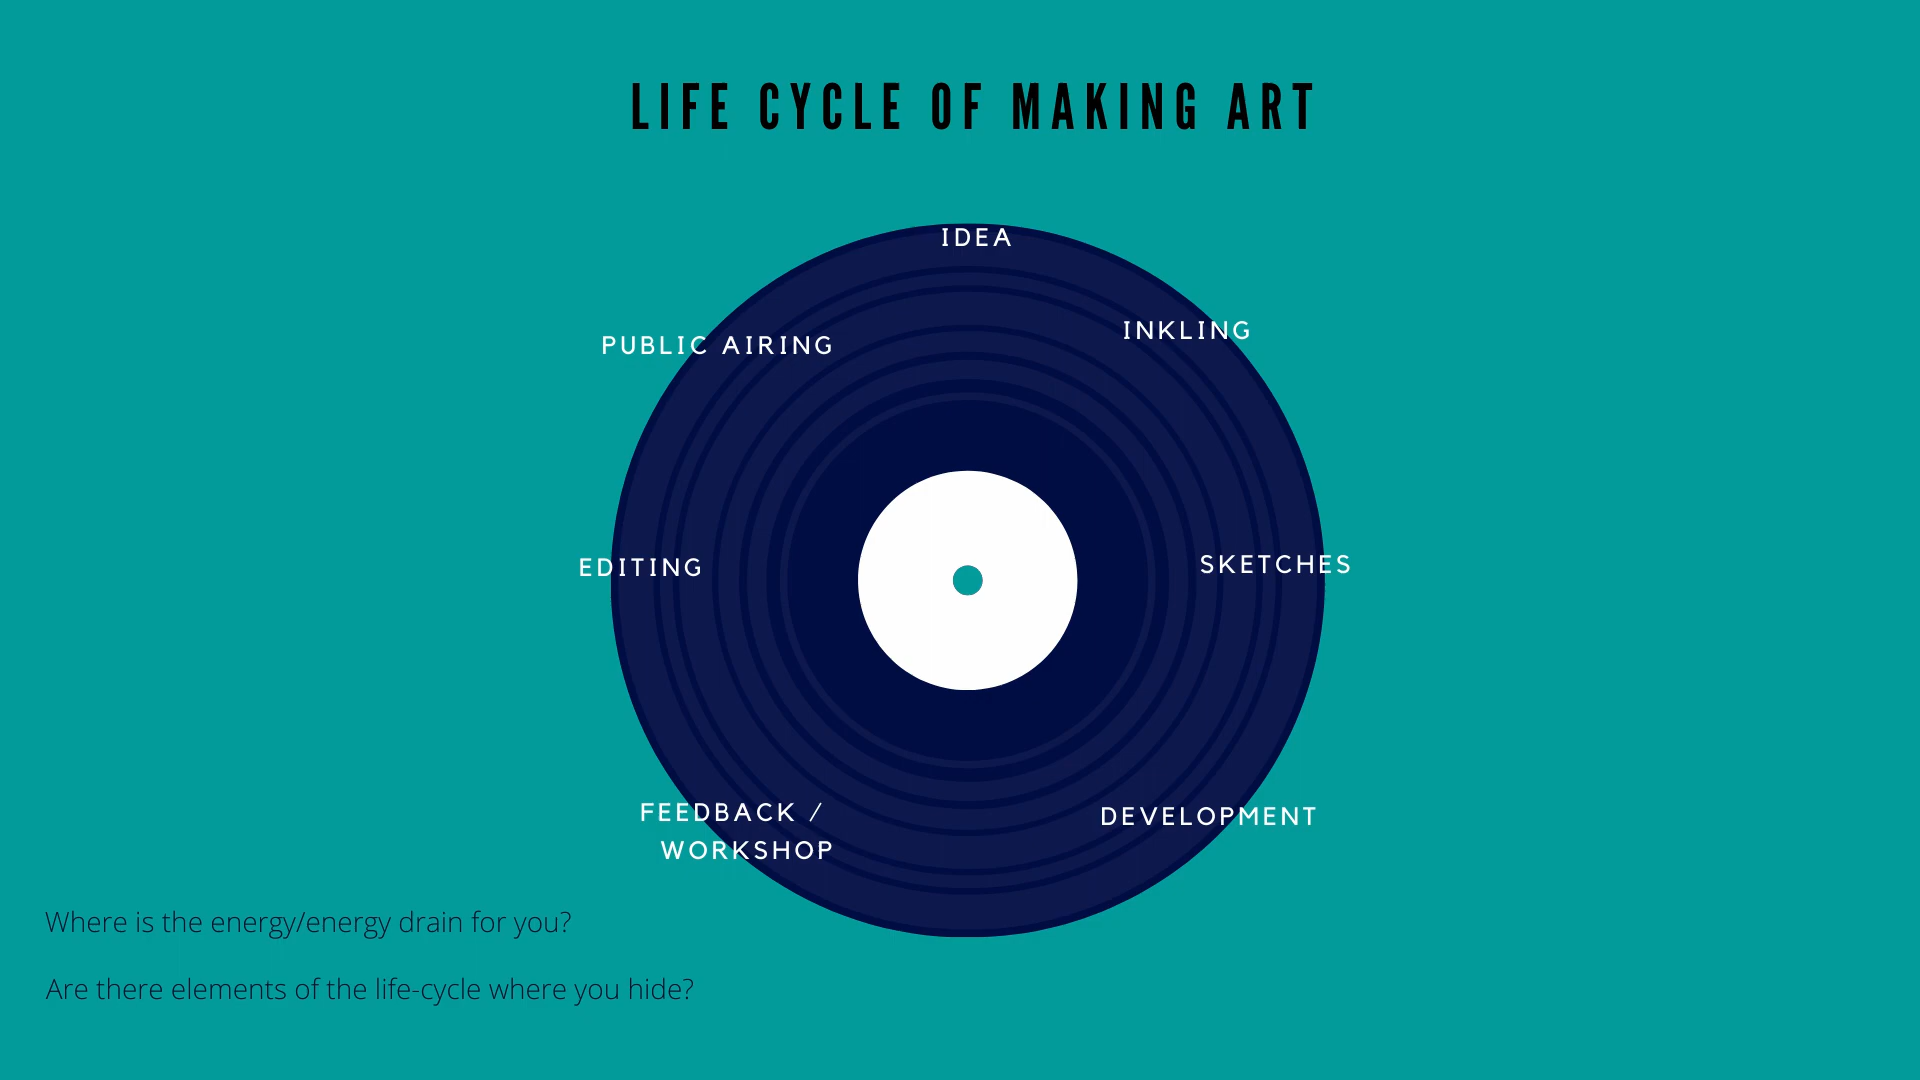 LIFE CYCLE OF MAKING ART
IDEA
INKLING
SKETCHES
DEVELOPMENT
FEEDBACK /
WORKSHOP
EDITING
PUBLIC AIRING
Where is the energy/energy drain for you?
Are there elements of the life-cycle where you hide?